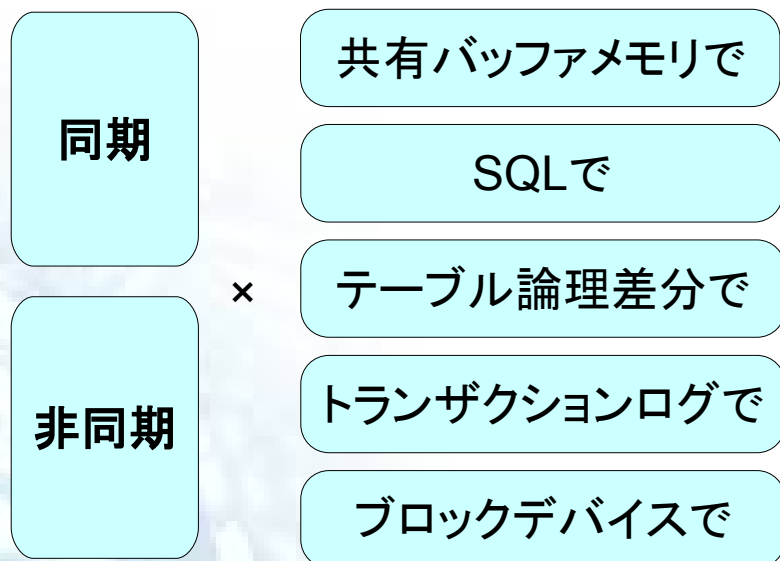 同期
非同期
×
共有バッファメモリで
SQLで
テーブル論理差分で
トランザクションログで
ブロックデバイスで